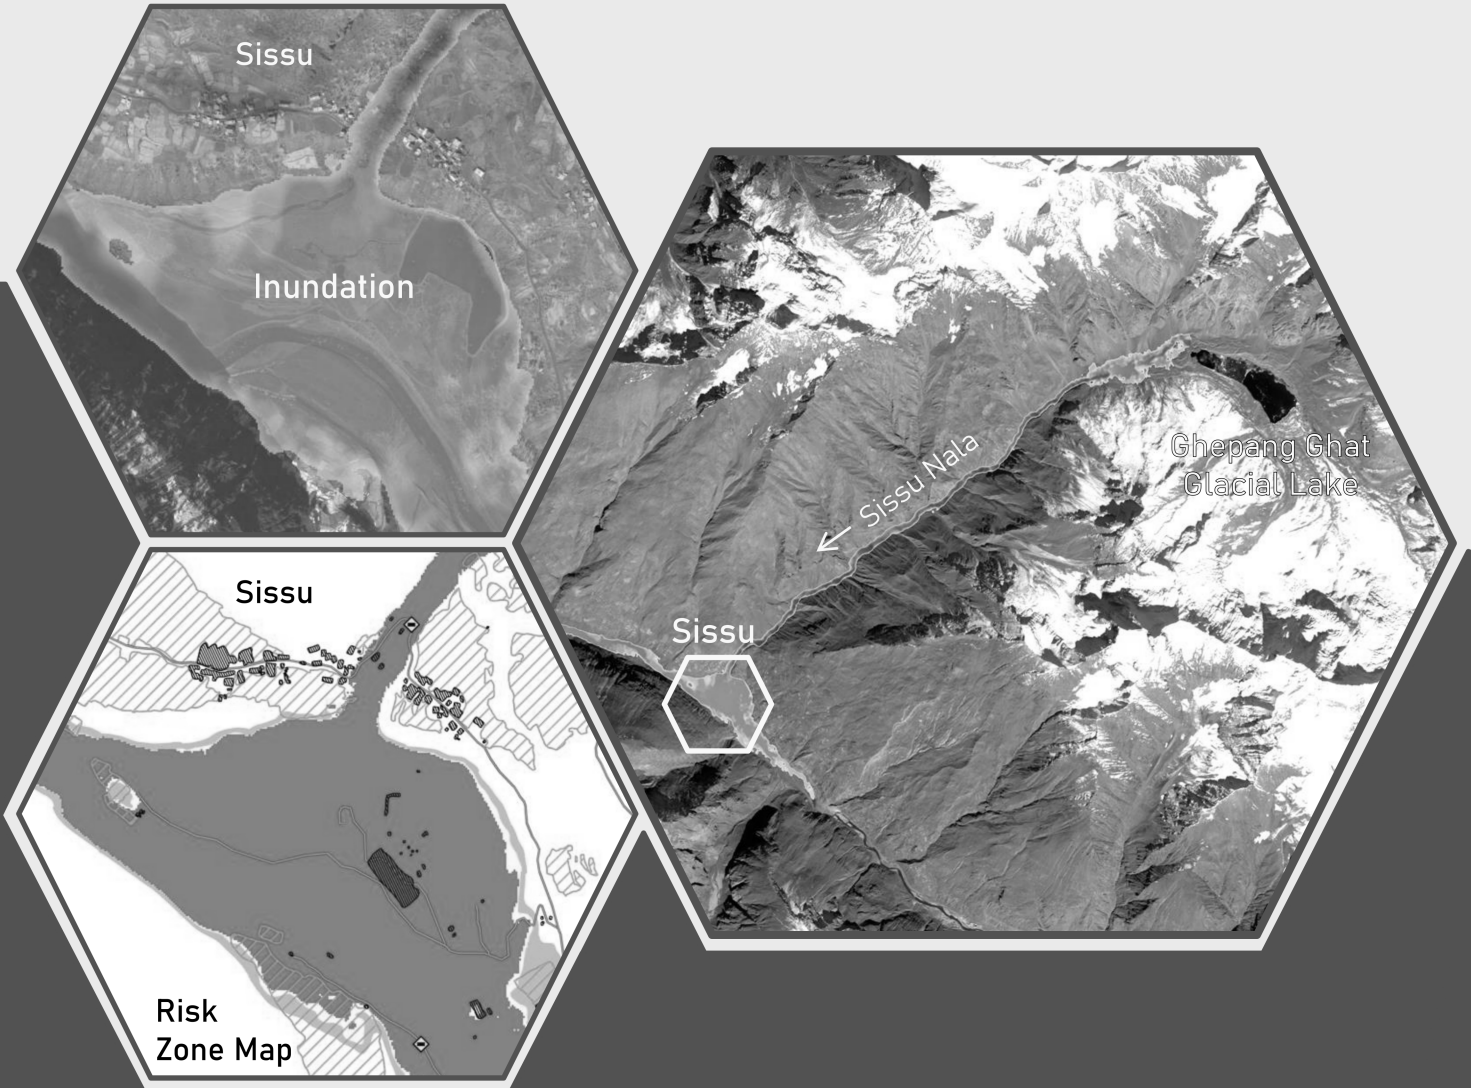 Sissu
Inundation
Ghepang Ghat
Glacial Lake
← Sissu Nala
Sissu
Sissu
Risk
Zone Map